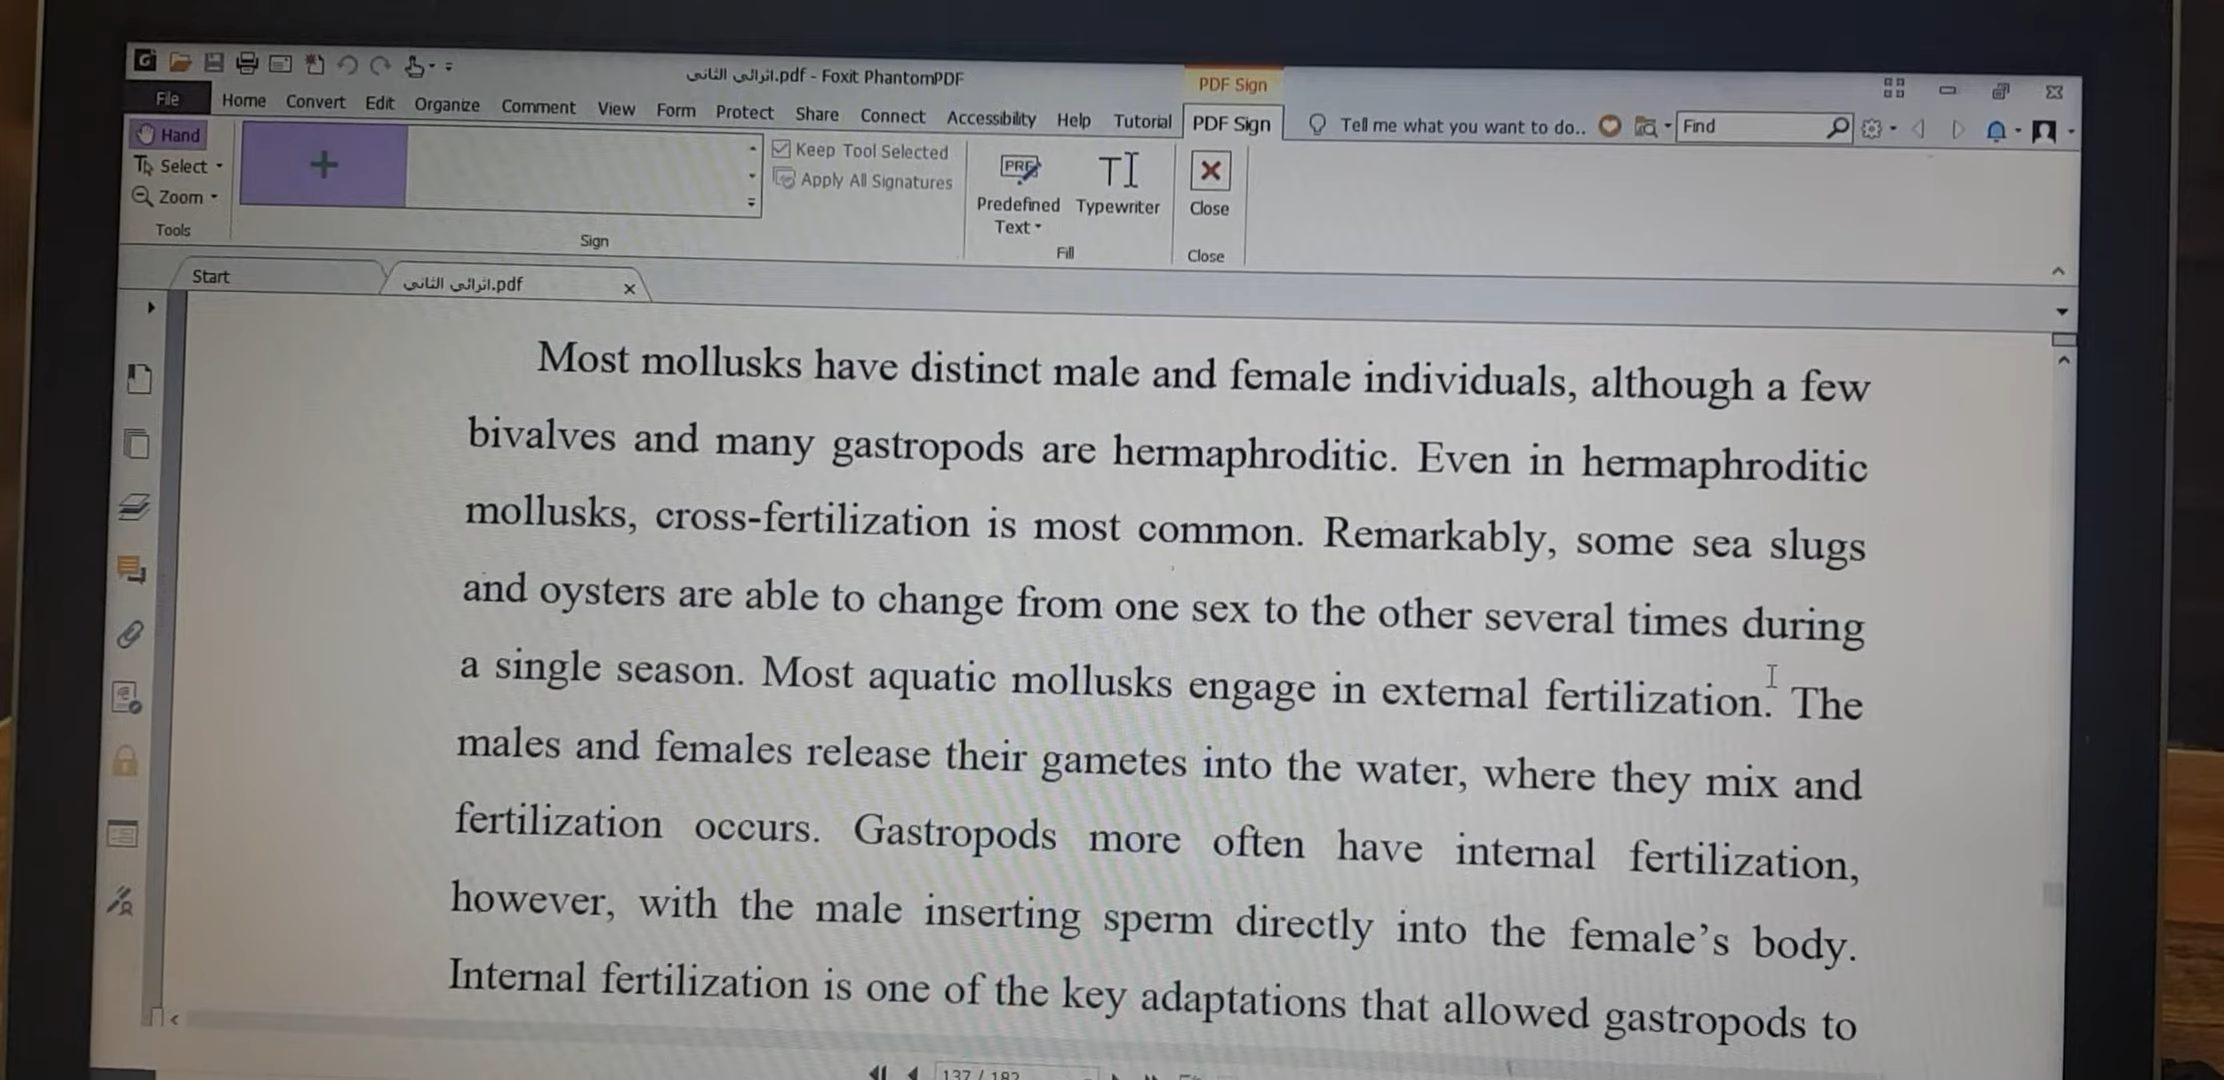 اثرائي الثاني.pdf - Foxit PhantomPDF
PDF Sign
File Home Convert Edit Organize Comment View Form Protect Share Connect Accessibility Help Tutorial PDF Sign Tell me what you want to do.. Find
Hand
Select
Zoom
Tools
Keep Tool Selected
Apply All Signatures
Sign
Predefined Text
Typewriter
Fill
Close
Close
Start
اثرائي الثاني.pdf
Most mollusks have distinct male and female individuals, although a few
bivalves and many gastropods are hermaphroditic. Even in hermaphroditic
mollusks, cross-fertilization is most common. Remarkably, some sea slugs
and oysters are able to change from one sex to the other several times during
a single season. Most aquatic mollusks engage in external fertilization. The
males and females release their gametes into the water, where they mix and
fertilization occurs. Gastropods more often have internal fertilization,
however, with the male inserting sperm directly into the female’s body.
Internal fertilization is one of the key adaptations that allowed gastropods to
137 / 182